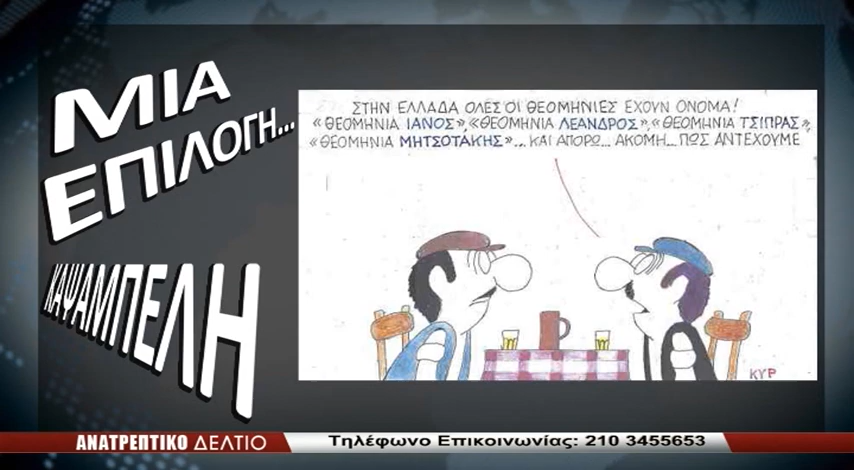 ΜΙΑ
ΕΠΙΛΟΓΗ...
ΚΑΨΑΜΠΕΛΗ
ΣΤΗΝ ΕΛΛΑΔΑ ΟΛΕΣ ΟΙ ΘΕΟΜΗΝΙΕΣ ΕΧΟΥΝ ΟΝΟΜΑ!
«ΘΕΟΜΗΝΙΑ ΙΑΝΟΣ», «ΘΕΟΜΗΝΙΑ ΛΕΑΝΔΡΟΣ», «ΘΕΟΜΗΝΙΑ ΤΣΙΠΡΑΣ»,
«ΘΕΟΜΗΝΙΑ ΜΗΤΣΟΤΑΚΗΣ»... ΚΑΙ ΑΠΟΡΩ... ΑΚΟΜΗ... ΠΩΣ ΑΝΤΕΧΟΥΜΕ
ΚΥΡ
ΑΝΑΤΡΕΠΤΙΚΟ ΔΕΛΤΙΟ
Τηλέφωνο Επικοινωνίας: 210 3455653